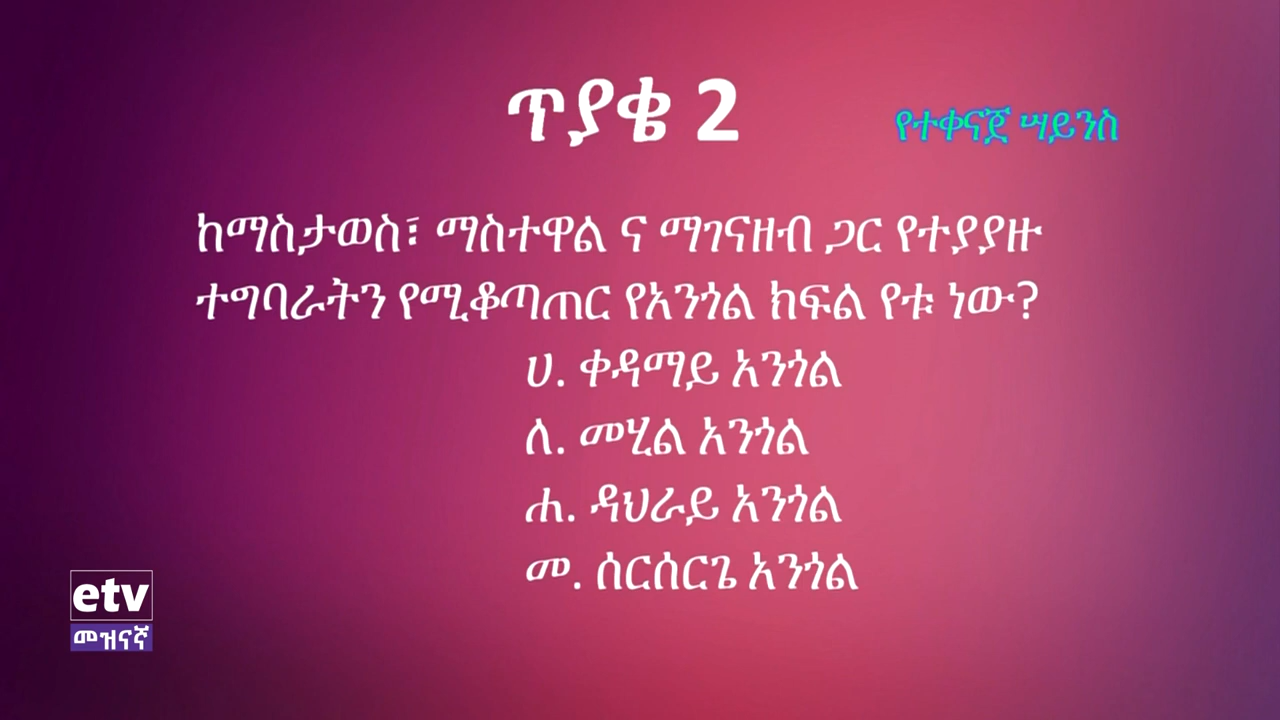 ጥያቄ 2
የተቀናጀ ሣይንስ
ከማስታወስ፣ ማስተዋል ና ማገናዘብ ጋር የተያያዙ
ተግባራትን የሚቆጣጠር የአንጎል ክፍል የቱ ነው?
ሀ. ቀዳማይ አንጎል
ለ. መሂል አንጎል
ሐ. ዳህራይ አንጎል
መ. ሰርሰርጌ አንጎል
etv
መዝናኛ